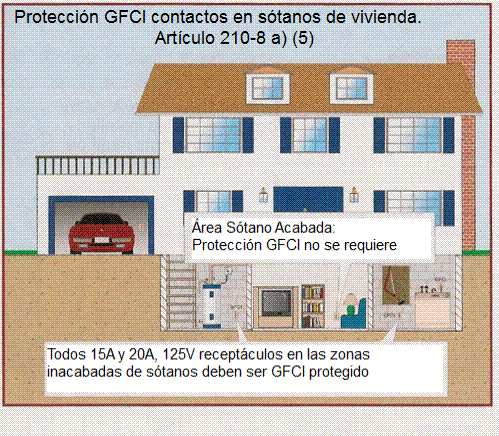 Protección GFCI contactos en sótanos de vivienda.
Artículo 210-8 a) (5)
Área Sótano Acabada:
Protección GFCI no se requiere
Todos 15A y 20A, 125V receptáculos en las zonas
inacabadas de sótanos deben ser GFCI protegido